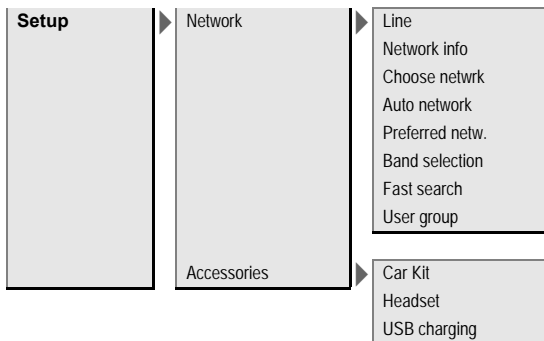 Setup
Network
Line
Network info
Choose netwrk
Auto network
Preferred netw.
Band selection
Fast search
User group
Accessories
Car Kit
Headset
USB charging